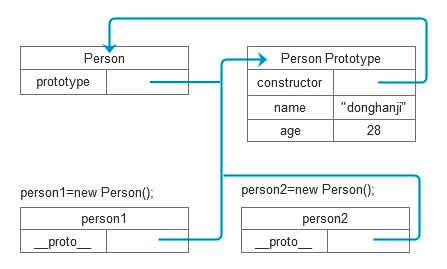 Person
prototype
Person Prototype
constructor
name "donghanji"
age 28
person1=new Person();
person1
__proto__
person2=new Person();
person2
__proto__